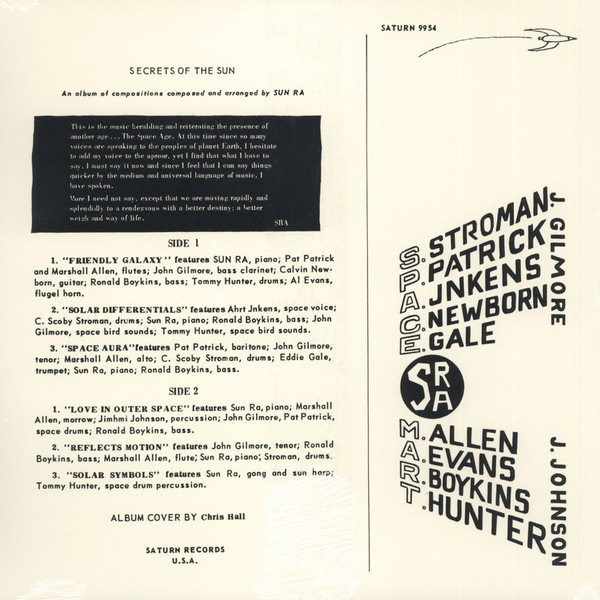 SATURN 9954
SECRETS OF THE SUN
An album of compositions composed and arranged by SUN RA
This is the music heralding and reiterating the presence of
another age... The Space Age. At this time since so many
voices are speaking to the peoples of planet Earth, I hesitate
to add my voice to the uproar, yet I find that what I have to
say, I must say it now and since I feel that I can say things
quicker by the medium and universal language of music, I
have spoken.
More I need not say, except that we are moving rapidly and
splendidly to a rendezvous with a better destiny; a better
weigh and way of life.
SRA
SIDE 1
1. "FRIENDLY GALAXY" features SUN RA, piano; Pat Patrick
and Marshall Allen, flutes; John Gilmore, bass clarinet; Calvin New-
born, guitar; Ronald Boykins, bass; Tommy Hunter, drums; Al Evans,
flugel horn.
2. "SOLAR DIFFERENTIALS" features Ahrt Jnkens, space voice;
C. Scoby Stroman, drums; Sun Ra, piano; Ronald Boykins, bass; John
Gilmore, space bird sounds; Tommy Hunter, space bird sounds.
3. "SPACE AURA" features Pat Patrick, baritone; John Gilmore,
tenor; Marshall Allen, alto; C. Scoby Stroman, drums; Eddie Gale,
trumpet; Sun Ra, piano; Ronald Boykins, bass.
SIDE 2
1. "LOVE IN OUTER SPACE" features Sun Ra, piano; Marshall
Allen, morrow; Jimhmi Johnson, percussion; John Gilmore, Pat Patrick,
space drums; Ronald Boykins, bass.
2. "REFLECTS MOTION" features John Gilmore, tenor; Ronald
Boykins, bass; Marshall Allen, flute; Sun Ra, piano; Stroman, drums.
3. "SOLAR SYMBOLS" features Sun Ra, gong and sun harp;
Tommy Hunter, space drum percussion.
ALBUM COVER BY Chris Hall
SATURN RECORDS
U.S.A.
S. STROMAN
P. PATRICK
A. JNKENS
C. NEWBORN
E. GALE
J. GILMORE
SRA
M. ALLEN
A. EVANS
R. BOYKINS
T. HUNTER
J. JOHNSON